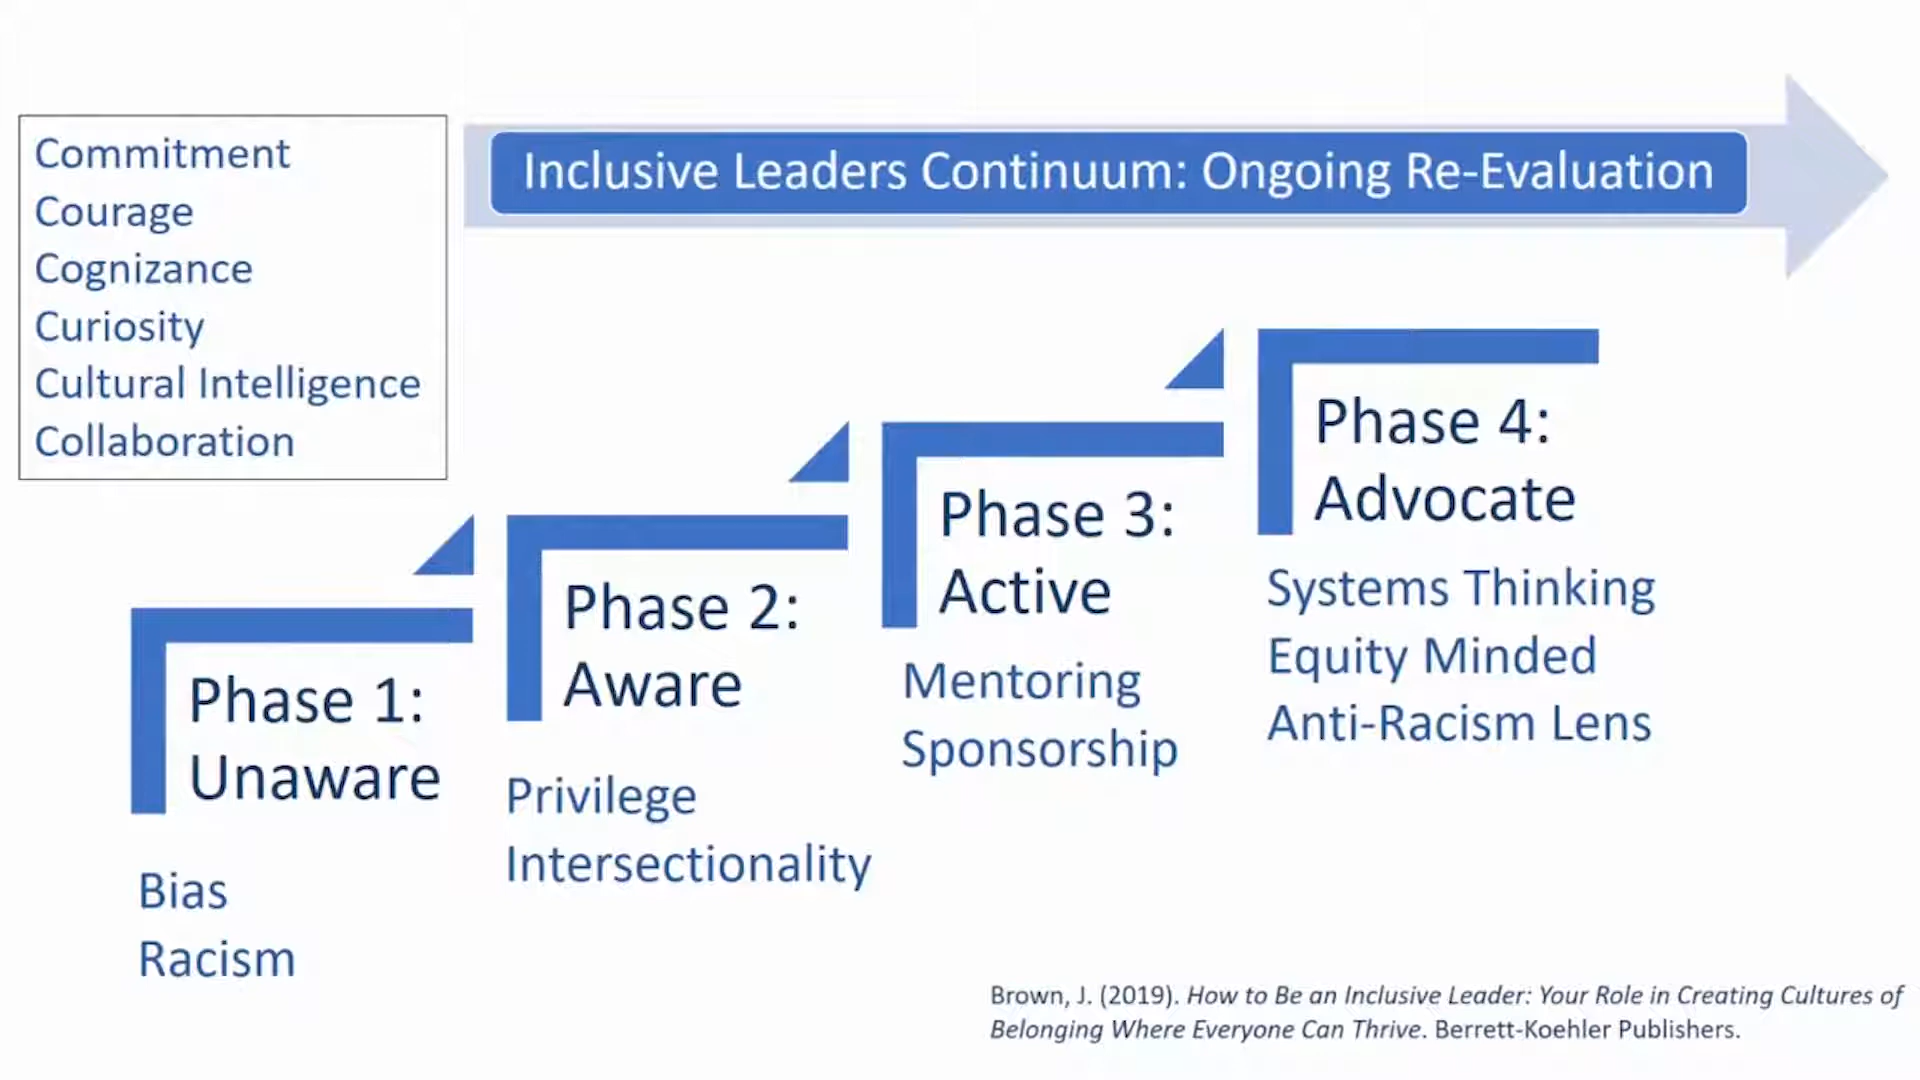 Commitment
Courage
Cognizance
Curiosity
Cultural Intelligence
Collaboration
Inclusive Leaders Continuum: Ongoing Re-Evaluation
Phase 1:
Unaware
Bias
Racism
Phase 2:
Aware
Privilege
Intersectionality
Phase 3:
Active
Mentoring
Sponsorship
Phase 4:
Advocate
Systems Thinking
Equity Minded
Anti-Racism Lens
Brown, J. (2019). How to Be an Inclusive Leader: Your Role in Creating Cultures of
Belonging Where Everyone Can Thrive. Berrett-Koehler Publishers.